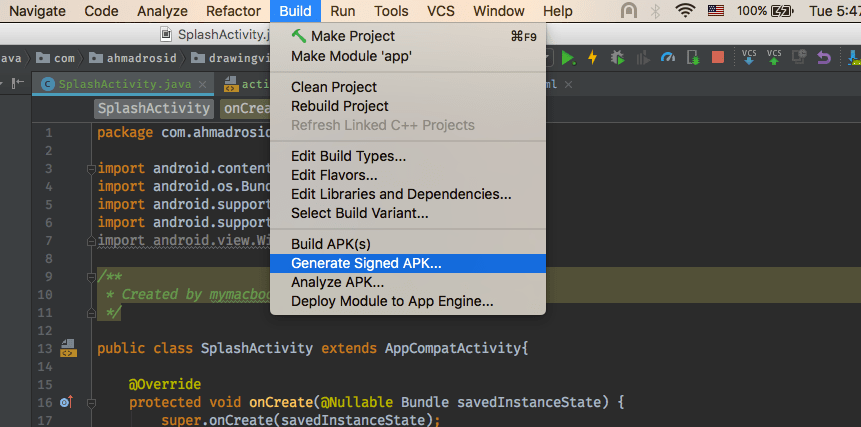 Navigate Code Analyze Refactor Build Run Tools VCS Window Help 100% Tue 5:47
SplashActivity.j
ava com ahmadrosid drawingvi VCS VCS
SplashActivity.java × acti ml ×
SplashActivity onCrea
Make Project ⌘F9
Make Module 'app'
Clean Project
Rebuild Project
Refresh Linked C++ Projects
Edit Build Types...
Edit Flavors...
Edit Libraries and Dependencies...
Select Build Variant...
Build APK(s)
Generate Signed APK...
Analyze APK...
Deploy Module to App Engine...
1 package com.ahmadrosid
2
3 import android.content
4 import android.os.Bund
5 import android.support
6 import android.support
7 import android.view.Wi
8
9 /**
10 * Created by mymacboo
11 */
12
13 public class SplashActivity extends AppCompatActivity{
14
15 @Override
16 protected void onCreate(@Nullable Bundle savedInstanceState) {
17 super.onCreate(savedInstanceState);